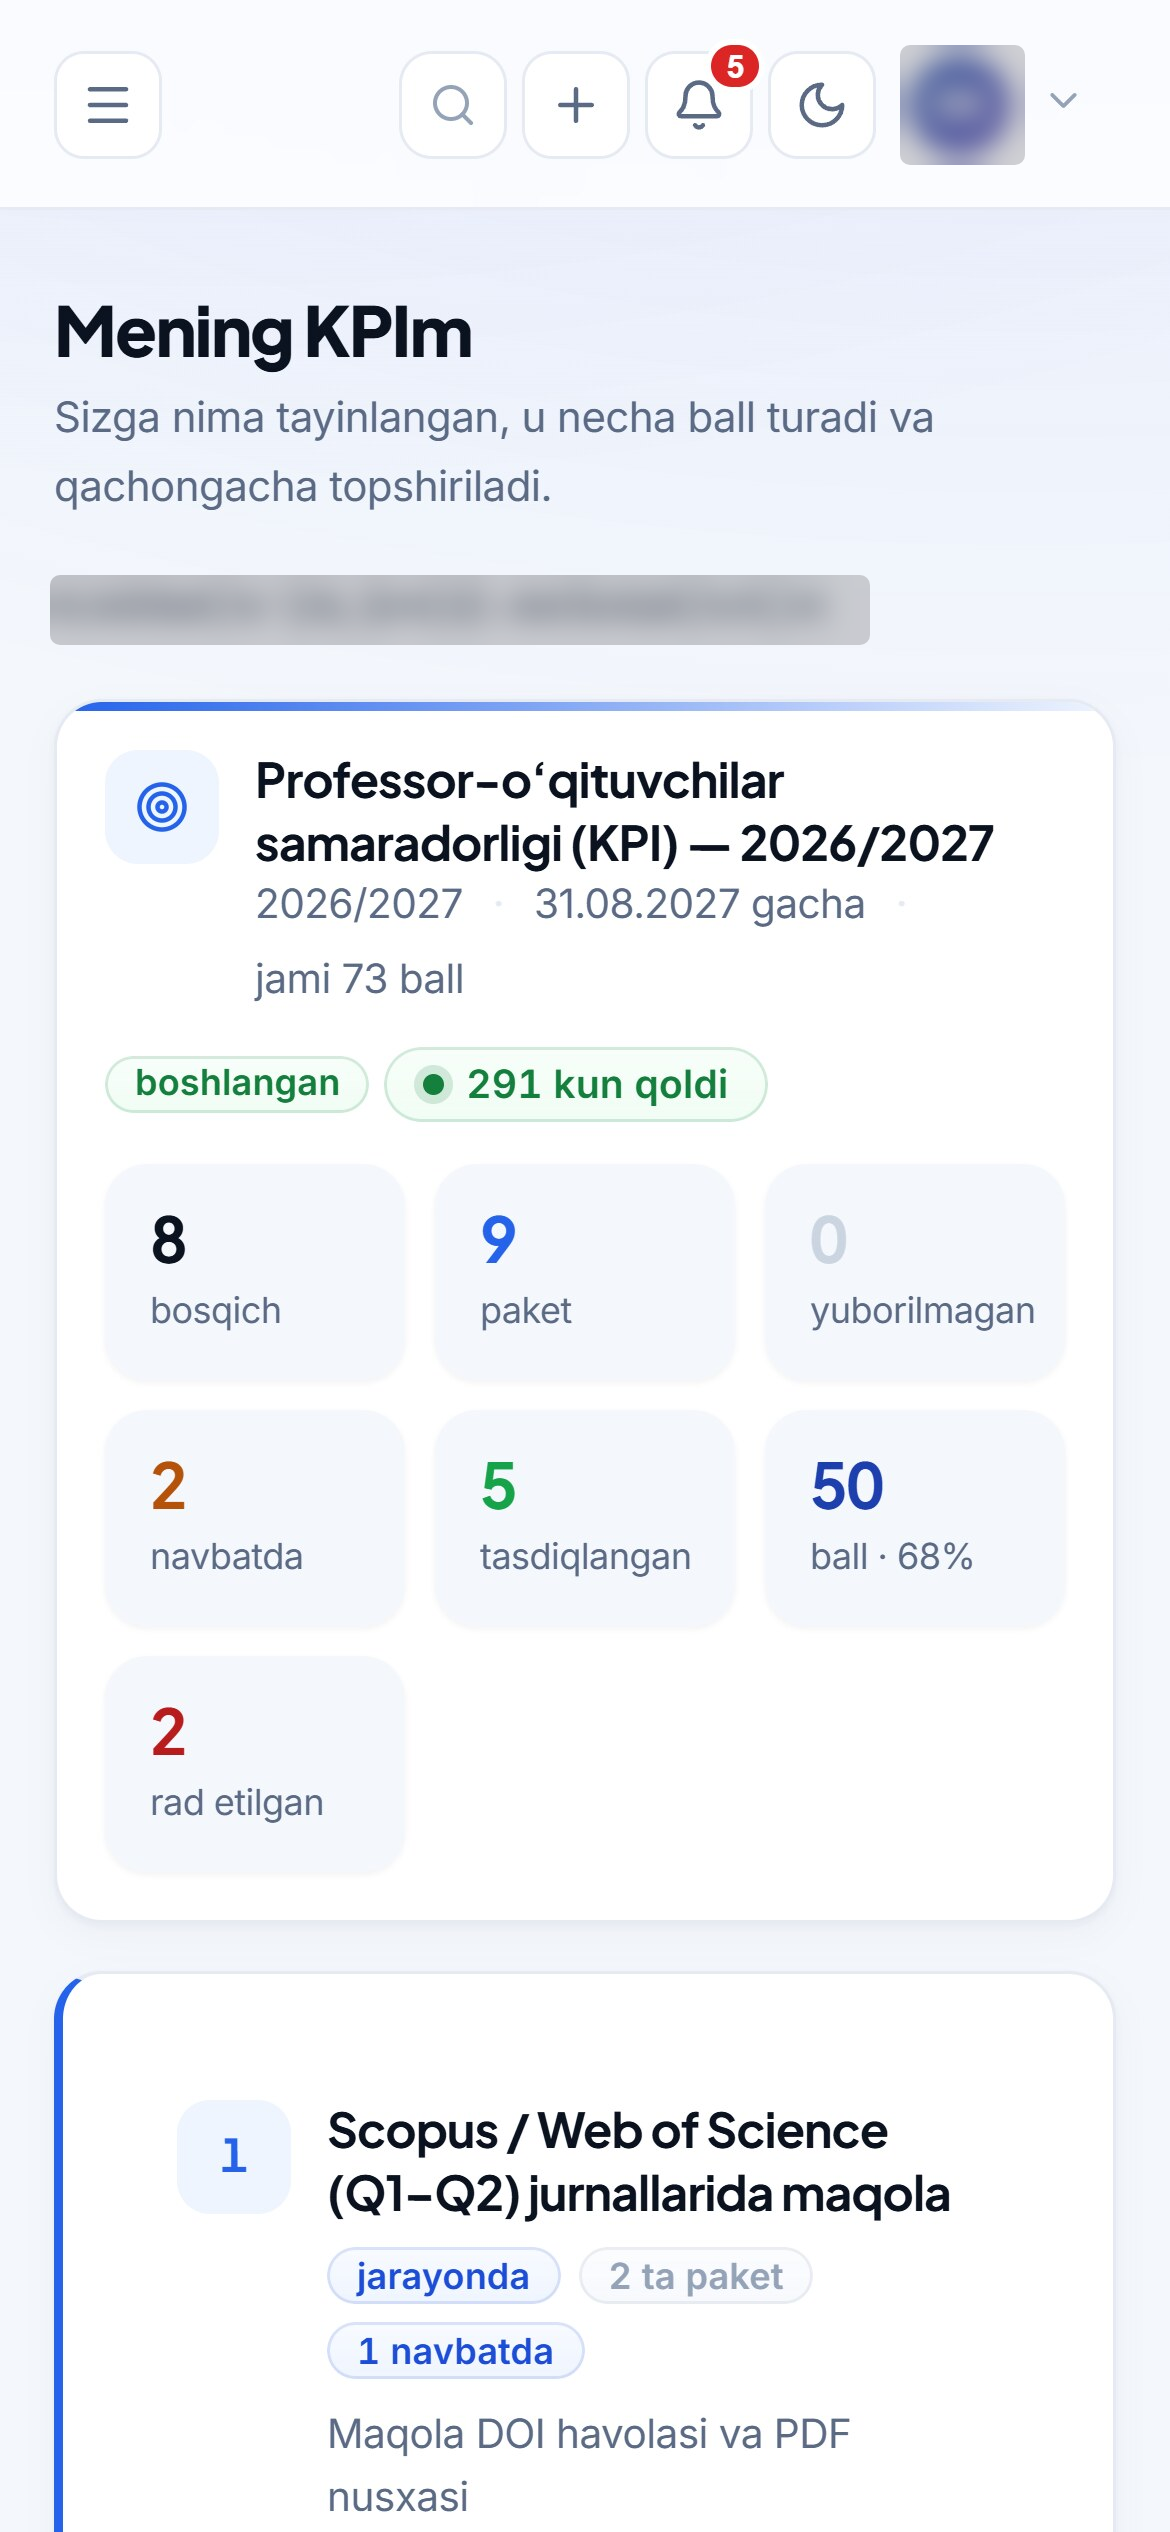 5
Mening KPIm
Sizga nima tayinlangan, u necha ball turadi va
qachongacha topshiriladi.
Professor-o‘qituvchilar
samaradorligi (KPI) — 2026/2027
2026/2027 · 31.08.2027 gacha ·
jami 73 ball
boshlangan 291 kun qoldi
8 9 0
bosqich paket yuborilmagan
2 5 50
navbatda tasdiqlangan ball · 68%
2
rad etilgan
1 Scopus / Web of Science
(Q1–Q2) jurnallarida maqola
jarayonda 2 ta paket
1 navbatda
Maqola DOI havolasi va PDF
nusxasi